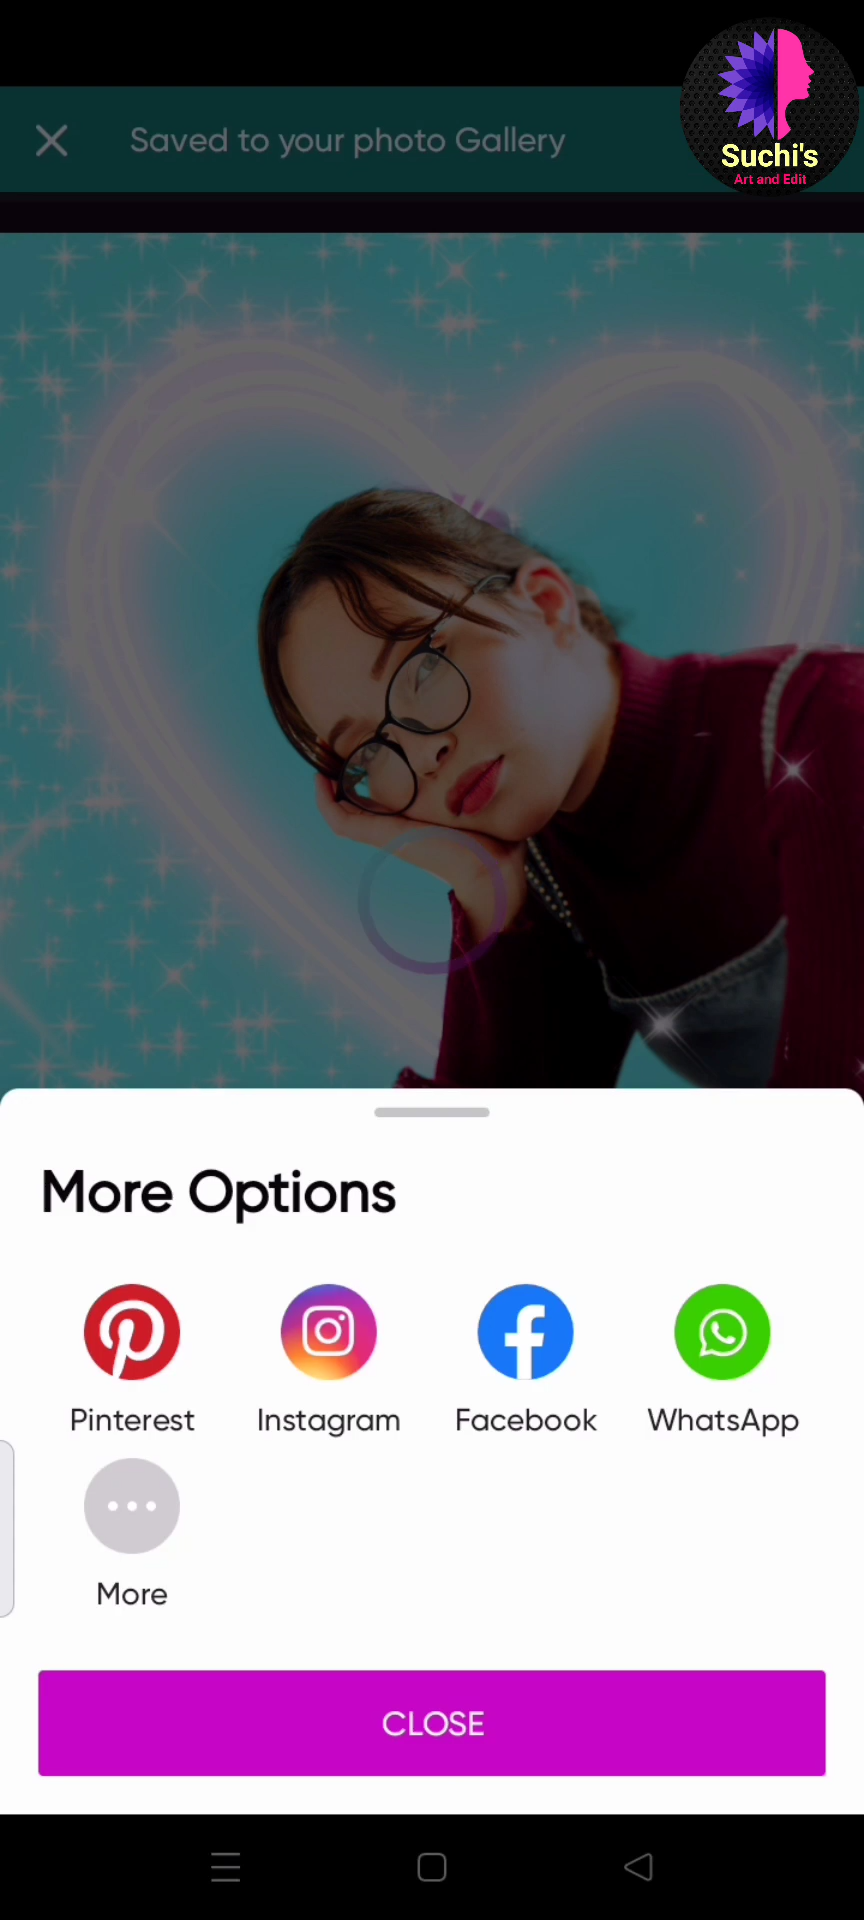 Saved to your photo Gallery
Suchi's
Art and Edit
More Options
Pinterest
Instagram
Facebook
WhatsApp
More
CLOSE